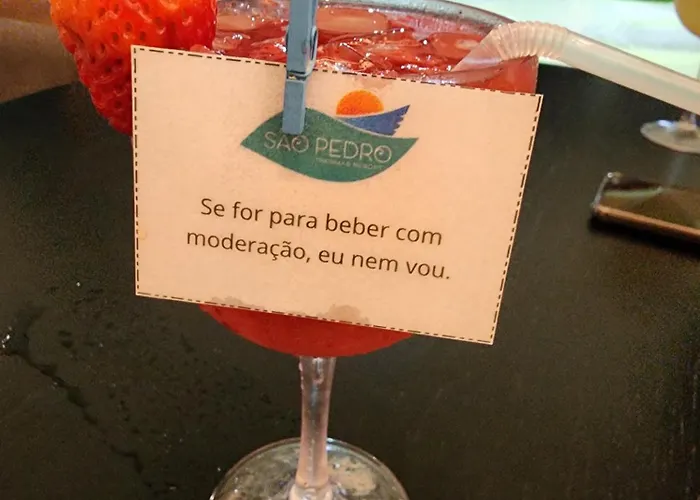 SÃO PEDRO
Se for para beber com
moderação, eu nem vou.